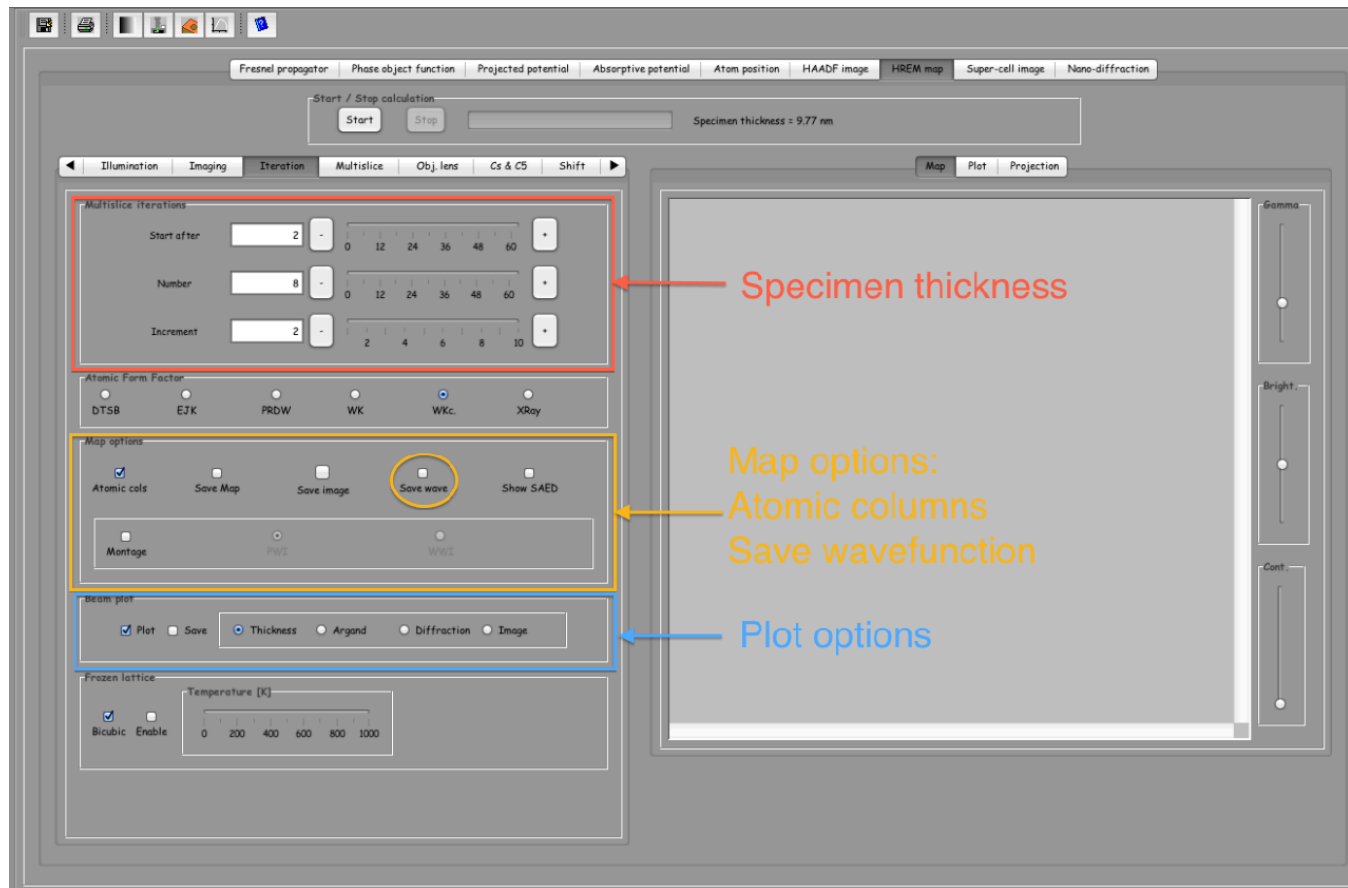 Fresnel propagator Phase object function Projected potential Absorptive potential Atom position HAADF image HREM map Super-cell image Nano-diffraction
Start / Stop calculation
Start Stop Specimen thickness = 9.77 nm
Illumination Imaging Iteration Multislice Obj. lens Cs & C5 Shift
Map Plot Projection
Multislice iterations
Start after 2 - 0 12 24 36 48 60 +
Number 8 - 0 12 24 36 48 60 +
Increment 2 - 2 4 6 8 10 +
Specimen thickness
Atomic Form Factor
DTSB EJK PRDW WK WKc. XRay
Map options
Atomic cols Save Map Save image Save wave Show SAED
Montage PWI WWI
Map options:
Atomic columns
Save wavefunction
Beam plot
Plot Save Thickness Argand Diffraction Image
Plot options
Frozen lattice
Temperature [K]
Bicubic Enable 0 200 400 600 800 1000
Gamma
Bright.
Cont.